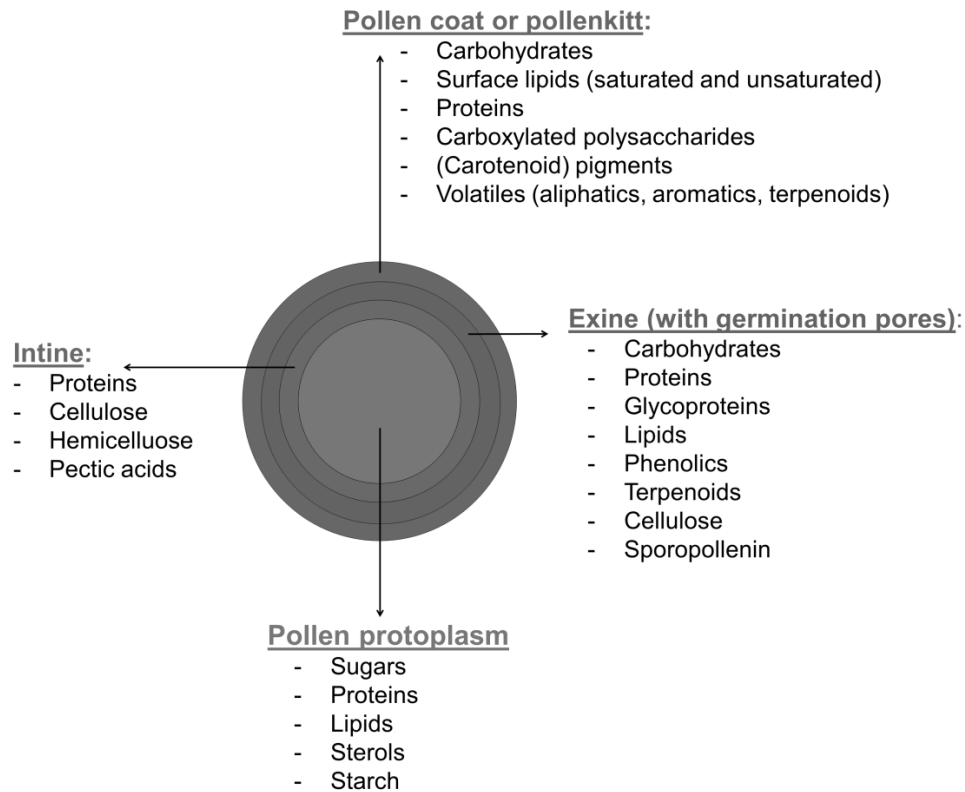 Pollen coat or pollenkitt:
- Carbohydrates
- Surface lipids (saturated and unsaturated)
- Proteins
- Carboxylated polysaccharides
- (Carotenoid) pigments
- Volatiles (aliphatics, aromatics, terpenoids)
Exine (with germination pores):
- Carbohydrates
- Proteins
- Glycoproteins
- Lipids
- Phenolics
- Terpenoids
- Cellulose
- Sporopollenin
Intine:
- Proteins
- Cellulose
- Hemicelluose
- Pectic acids
Pollen protoplasm
- Sugars
- Proteins
- Lipids
- Sterols
- Starch